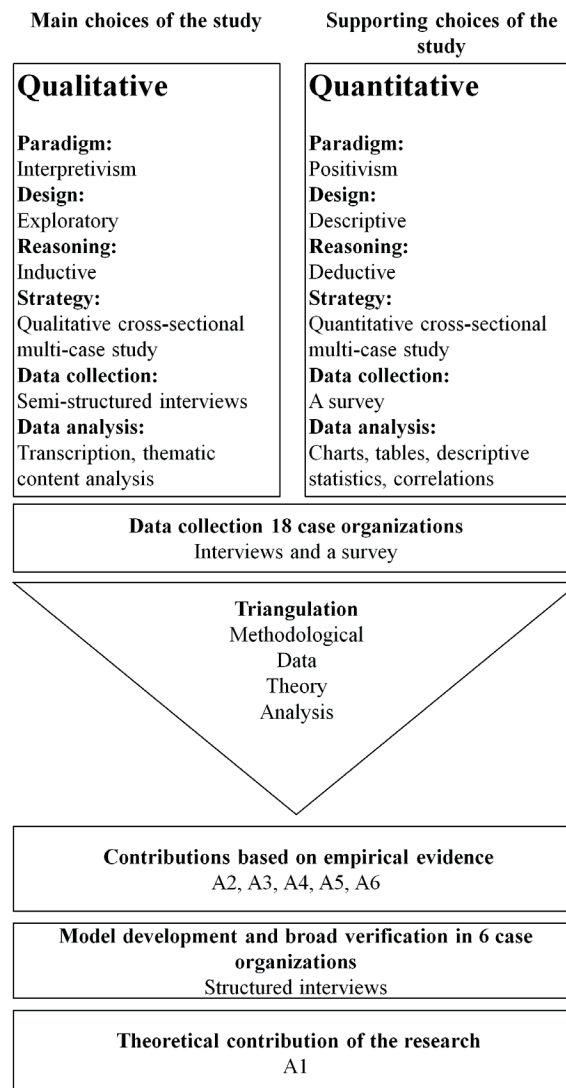 Main choices of the study
Supporting choices of the
study
Qualitative
Paradigm:
Interpretivism
Design:
Exploratory
Reasoning:
Inductive
Strategy:
Qualitative cross-sectional
multi-case study
Data collection:
Semi-structured interviews
Data analysis:
Transcription, thematic
content analysis
Quantitative
Paradigm:
Positivism
Design:
Descriptive
Reasoning:
Deductive
Strategy:
Quantitative cross-sectional
multi-case study
Data collection:
A survey
Data analysis:
Charts, tables, descriptive
statistics, correlations
Data collection 18 case organizations
Interviews and a survey
Triangulation
Methodological
Data
Theory
Analysis
Contributions based on empirical evidence
A2, A3, A4, A5, A6
Model development and broad verification in 6 case
organizations
Structured interviews
Theoretical contribution of the research
A1